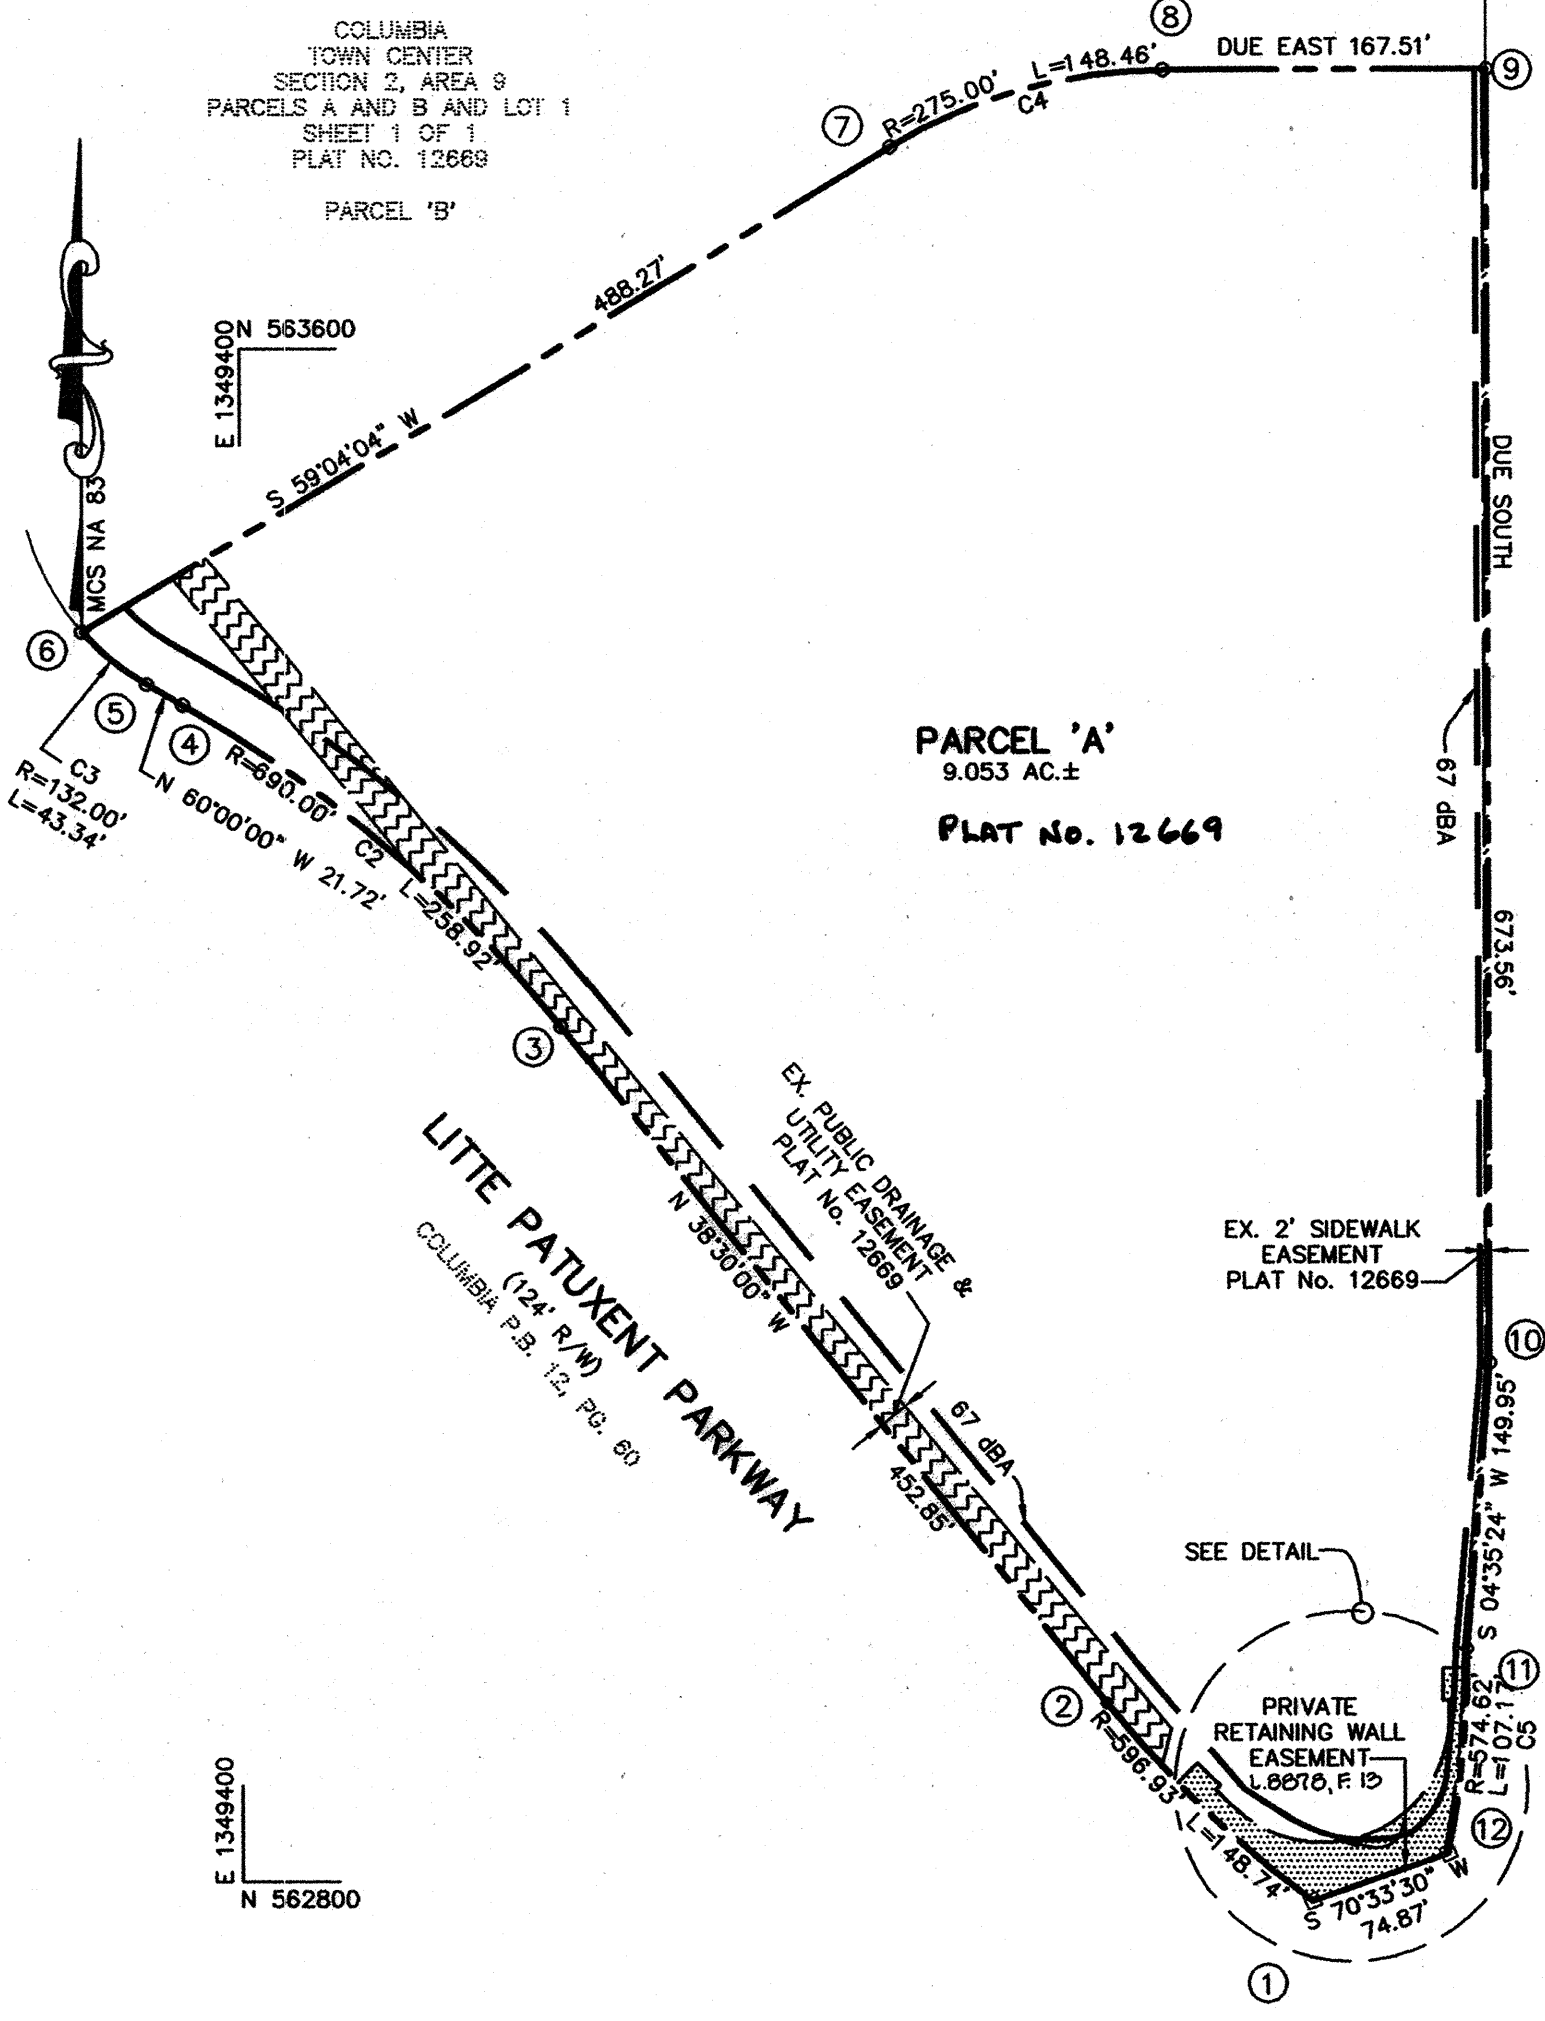 COLUMBIA
TOWN CENTER
SECTION 2, AREA 9
PARCELS A AND B AND LOT 1
SHEET 1 OF 1
PLAT NO. 12669
PARCEL 'B'
8
DUE EAST 167.51'
9
L=148.46'
C4
R=275.00'
7
488.27'
S 59°04'04" W
N 563600
E 1349400
MCS NA 83
6
5
4
C3
R=132.00'
L=43.34'
N 60°00'00" W 21.72'
R=690.00'
C2
L=258.92'
3
PARCEL 'A'
9.053 AC.±
PLAT No. 12669
DUE SOUTH
67 dBA
673.56'
LITTE PATUXENT PARKWAY
(124' R/W)
COLUMBIA P.B. 12, PG. 60
N 38°30'00" W
452.85'
EX. PUBLIC DRAINAGE &
UTILITY EASEMENT
PLAT No. 12669
67 dBA
EX. 2' SIDEWALK
EASEMENT
PLAT No. 12669
10
S 04°35'24" W 149.95'
SEE DETAIL
11
R=574.62'
L=107.17'
C5
PRIVATE
RETAINING WALL
EASEMENT
L.8878, F. 13
2
R=596.93'
L=148.74'
12
S 70°33'30" W
74.87'
1
E 1349400
N 562800